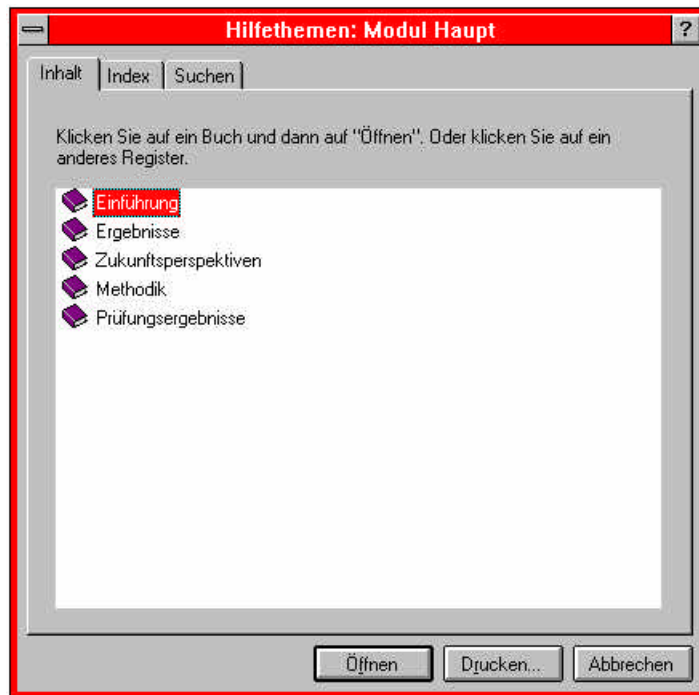 Hilfethemen: Modul Haupt ?
Inhalt Index Suchen
Klicken Sie auf ein Buch und dann auf "Öffnen". Oder klicken Sie auf ein
anderes Register.
Einführung
Ergebnisse
Zukunftsperspektiven
Methodik
Prüfungsergebnisse
Öffnen Drucken... Abbrechen